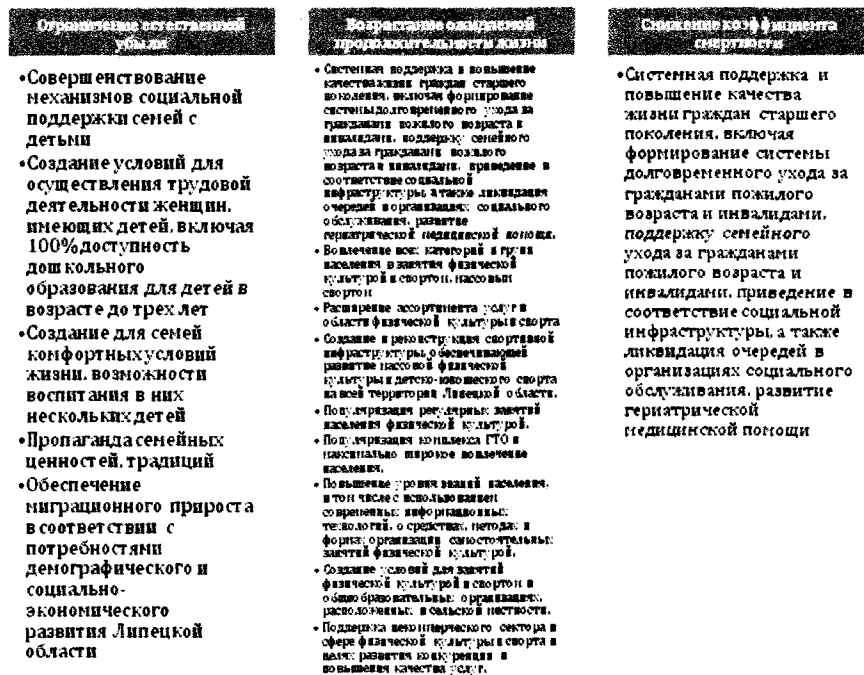 Ограничение естественной
убыли
•Совершенствование
механизмов социальной
поддержки семей с
детьми
•Создание условий для
осуществления трудовой
деятельности женщин,
имеющих детей, включая
100%доступность
дошкольного
образования для детей в
возрасте до трех лет
•Создание для семей
комфортных условий
жизни, возможности
воспитания в них
нескольких детей
•Пропаганда семейных
ценностей, традиций
•Обеспечение
миграционного прироста
в соответствии с
потребностями
демографического и
социально-
экономического
развития Липецкой
области
Возрастание ожидаемой
продолжительности жизни
• Системная поддержка и повышение
качества жизни граждан старшего
поколения, включая формирование
системы долговременного ухода за
гражданами пожилого возраста и
инвалидами, поддержку семейного
ухода за гражданами пожилого
возраста и инвалидами, приведение в
соответствие социальной
инфраструктуры, а также ликвидация
очередей в организациях социального
обслуживания, развитие
гериатрической медицинской помощи.
• Вовлечение всех категорий и групп
населения в занятия физической
культурой и спортом, массовым
спортом
• Расширение ассортимента услуг в
области физической культуры и спорта
• Создание и реконструкция спортивной
инфраструктуры, обеспечивающей
развитие массовой физической
культуры и детско-юношеского спорта
на всей территории Липецкой области.
• Популяризация регулярных занятий
населения физической культурой.
• Популяризация комплекса ГТО и
максимально широкое вовлечение
населения.
• Повышение уровня знаний населения,
в том числе с использованием
современных информационных
технологий, о средствах, методах и
формах организации самостоятельных
занятий физической культурой.
• Создание условий для занятий
физической культурой и спортом в
общеобразовательных организациях,
расположенных в сельской местности.
• Поддержка некоммерческого сектора в
сфере физической культуры и спорта в
целях развития конкуренции и
повышения качества услуг.
Снижение коэффициента
смертности
•Системная поддержка и
повышение качества
жизни граждан старшего
поколения, включая
формирование системы
долговременного ухода за
гражданами пожилого
возраста и инвалидами,
поддержку семейного
ухода за гражданами
пожилого возраста и
инвалидами, приведение в
соответствие социальной
инфраструктуры, а также
ликвидация очередей в
организациях социального
обслуживания, развитие
гериатрической
медицинской помощи